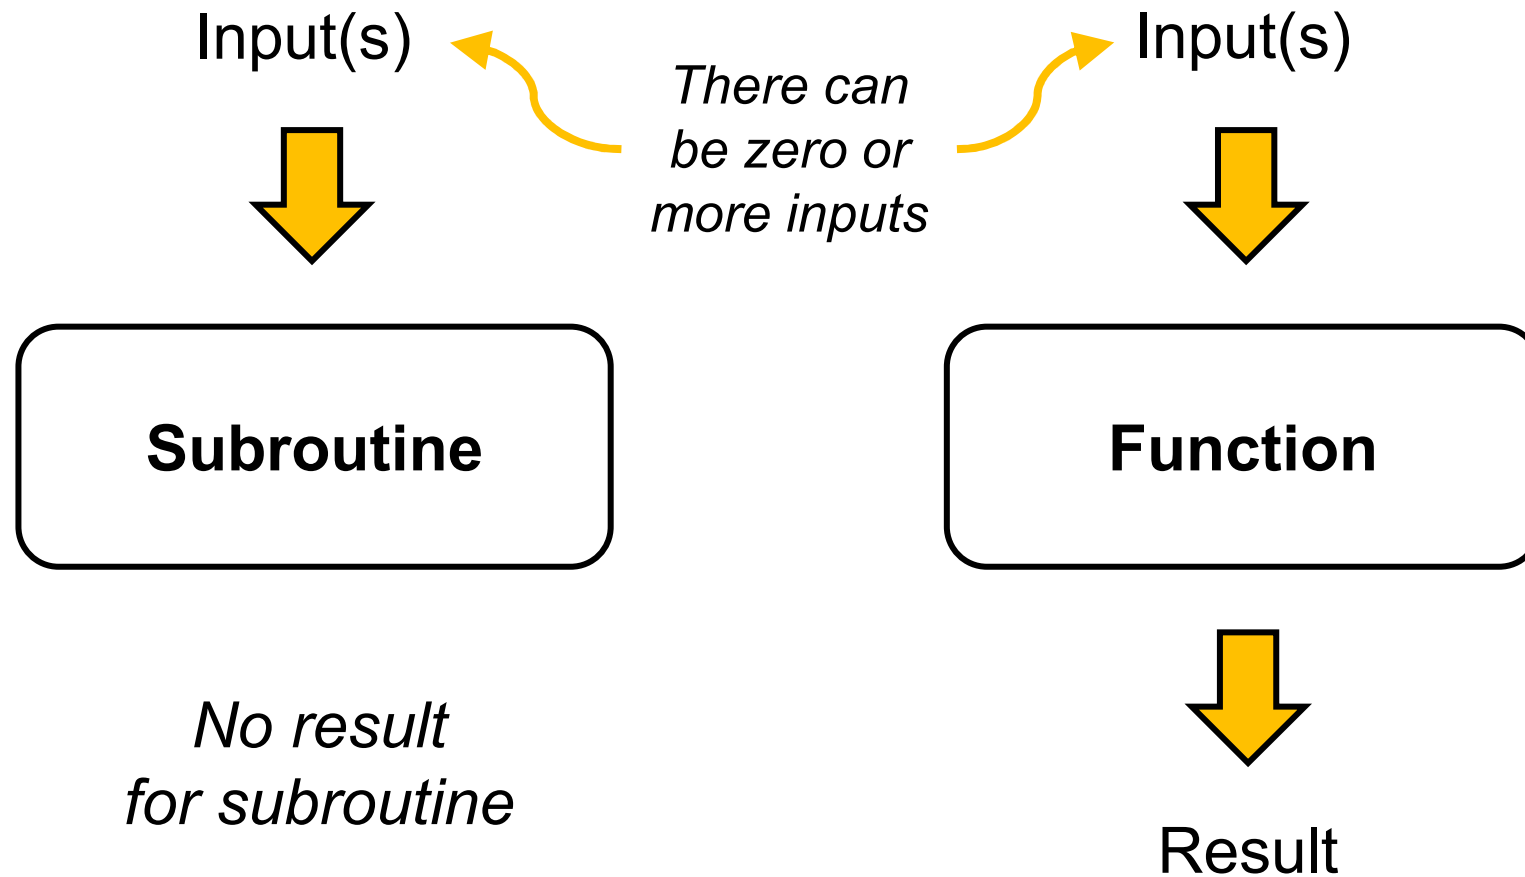 Input(s)
There can
be zero or
more inputs
Input(s)
Subroutine
Function
No result
for subroutine
Result